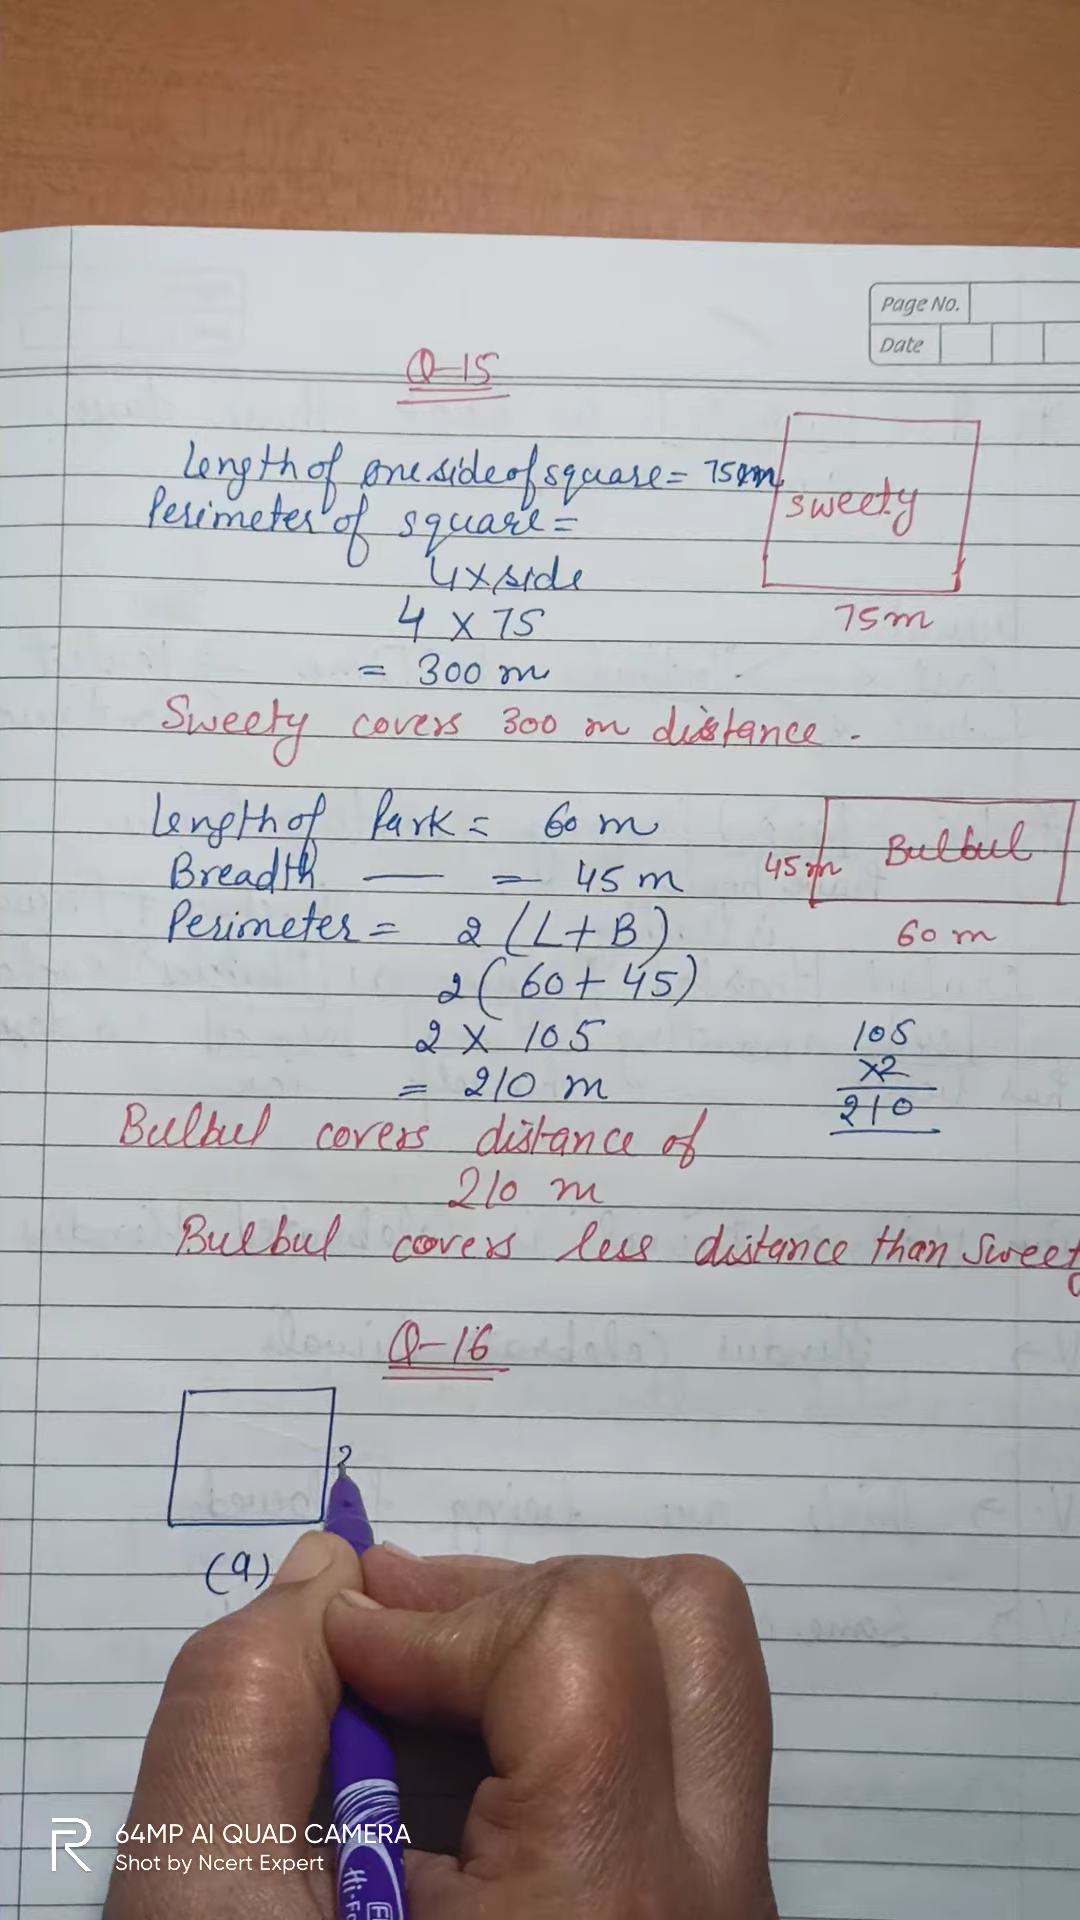 Page No.
Date
Q-15
Length of one side of square = 75m
Perimeter of square =
4 x side
4 x 75
= 300 m
Sweety covers 300 m distance.
sweety
75m
Length of Park = 60 m
Breadth — = 45 m
Perimeter = 2 (L+B)
2 (60+45)
2 x 105
= 210 m
45m Bulbul
60 m
105
x2
210
Bulbul covers distance of
210 m
Bulbul covers less distance than Sweety
Q-16
2
(a)
64MP AI QUAD CAMERA
Shot by Ncert Expert
Hi-